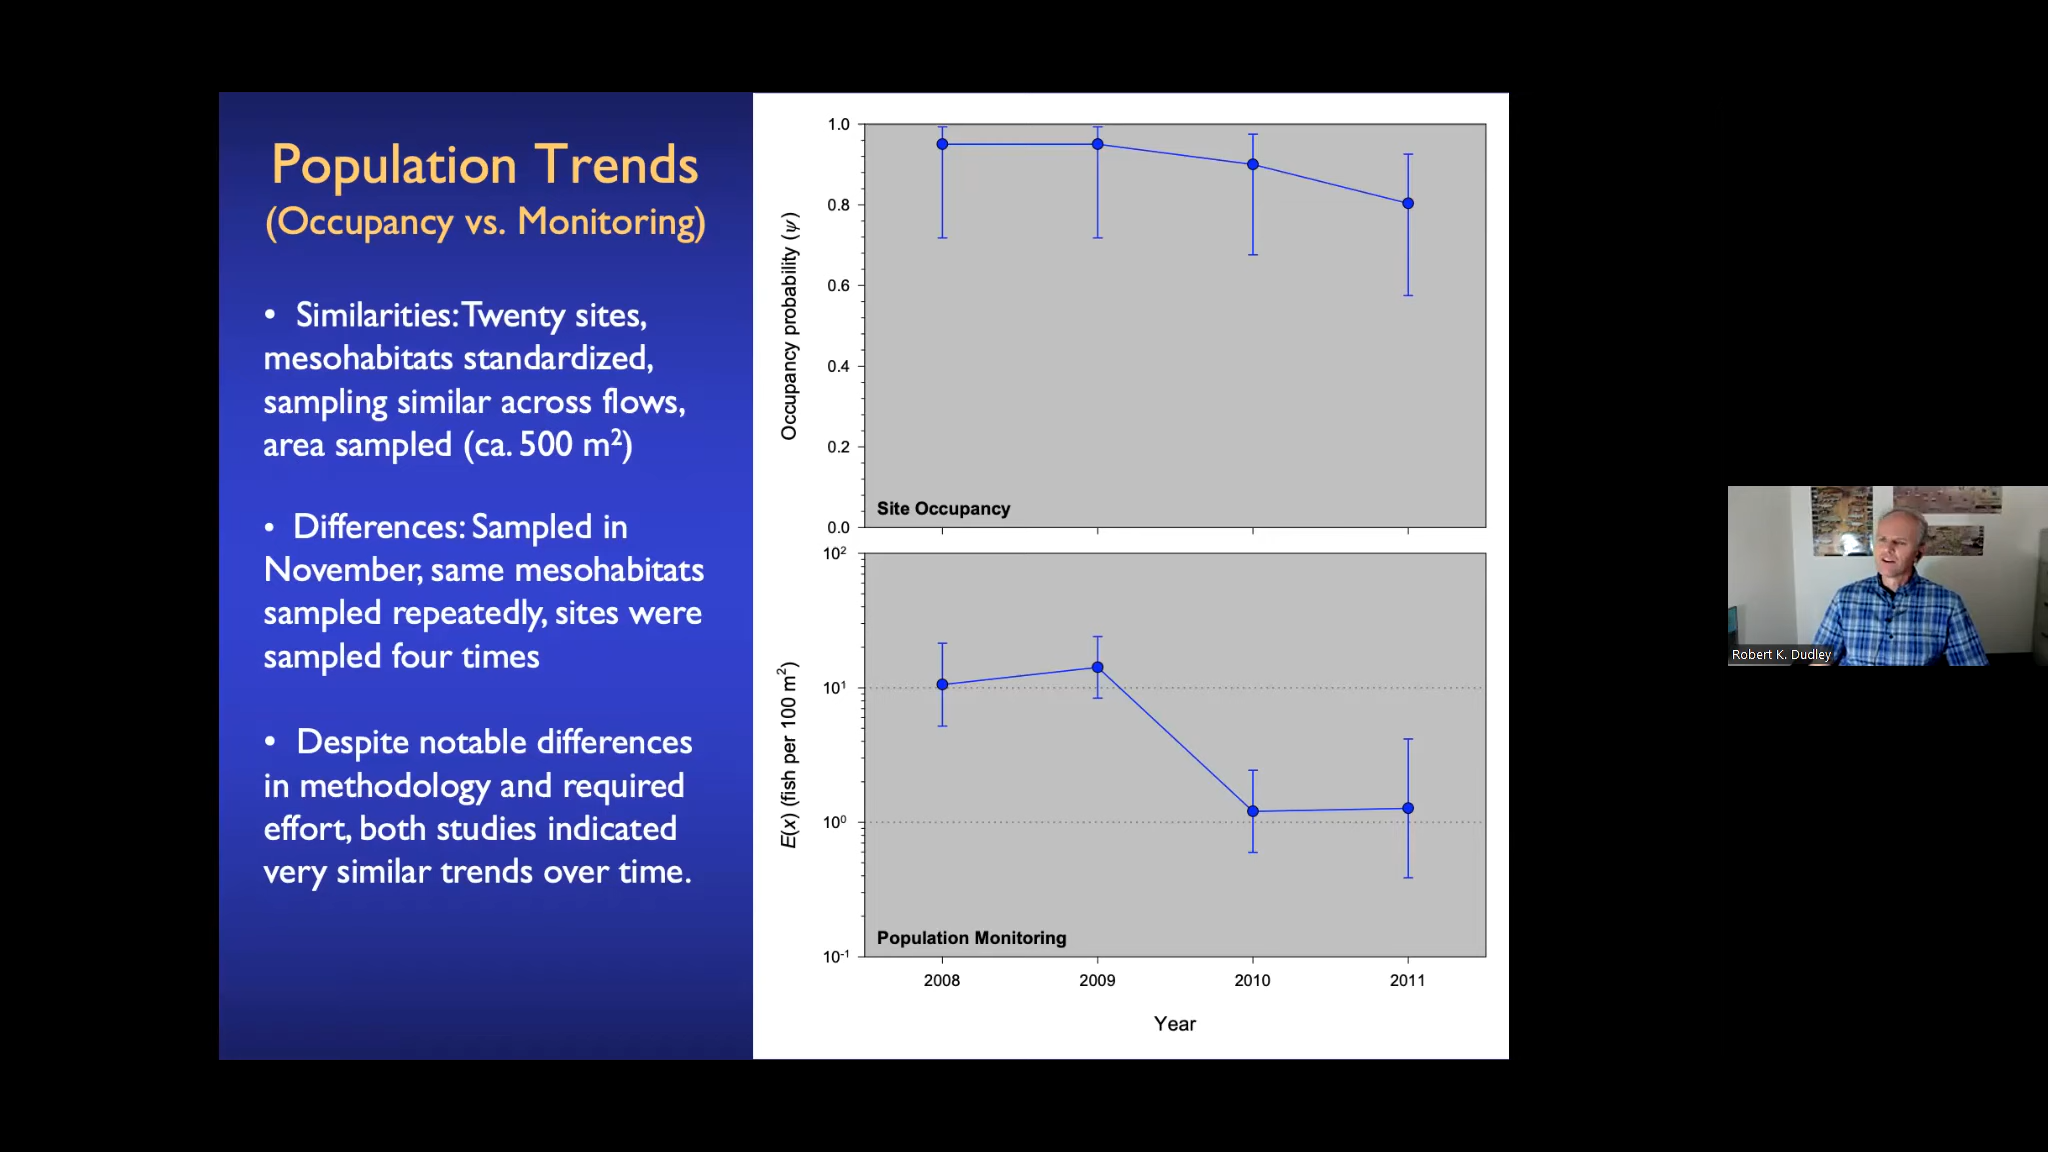 Population Trends
(Occupancy vs. Monitoring)
• Similarities: Twenty sites,
mesohabitats standardized,
sampling similar across flows,
area sampled (ca. 500 m²)
• Differences: Sampled in
November, same mesohabitats
sampled repeatedly, sites were
sampled four times
• Despite notable differences
in methodology and required
effort, both studies indicated
very similar trends over time.
Occupancy probability (ψ)
1.0
0.8
0.6
0.4
0.2
0.0
Site Occupancy
E(x) (fish per 100 m²)
10²
10¹
10⁰
10⁻¹
Population Monitoring
2008 2009 2010 2011
Year
Robert K. Dudley